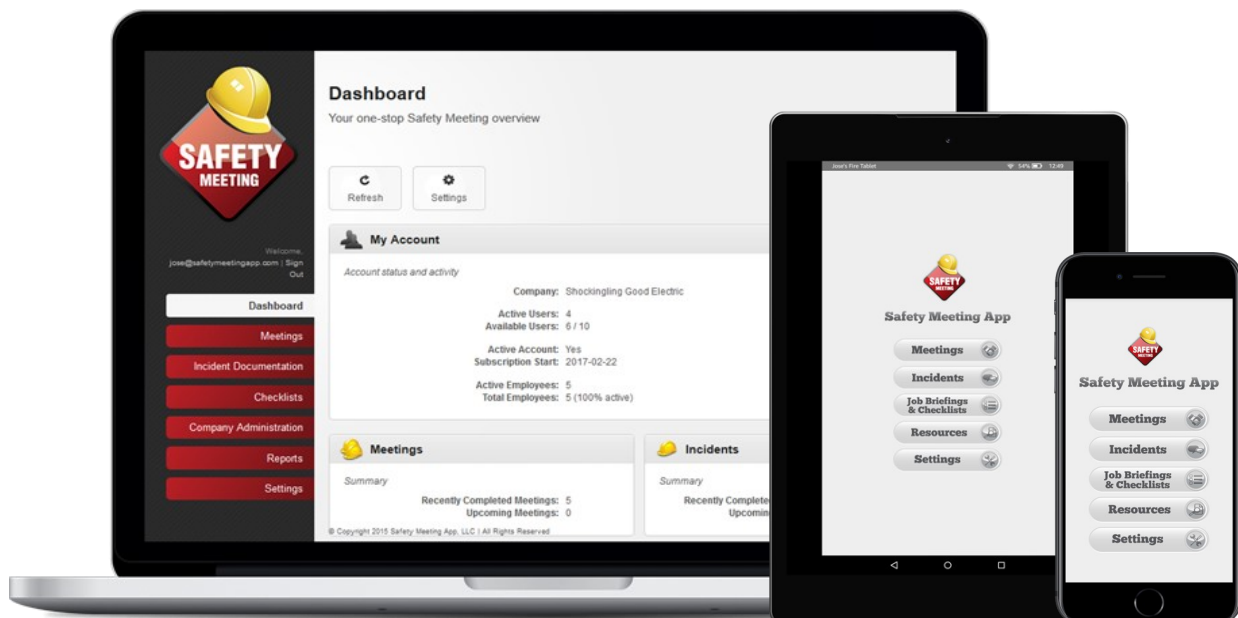 SAFETY
MEETING
Welcome,
jose@safetymeetingapp.com | Sign
Out
Dashboard
Meetings
Incident Documentation
Checklists
Company Administration
Reports
Settings
Dashboard
Your one-stop Safety Meeting overview
Refresh
Settings
My Account
Account status and activity
Company: Shockingling Good Electric
Active Users: 4
Available Users: 6 / 10
Active Account: Yes
Subscription Start: 2017-02-22
Active Employees: 5
Total Employees: 5 (100% active)
Meetings
Summary
Recently Completed Meetings: 5
Upcoming Meetings: 0
© Copyright 2015 Safety Meeting App, LLC | All Rights Reserved
Incidents
Summary
Recently Complete
Upcomin
Jose's Fire Tablet
54%
12:49
SAFETY
MEETING
Safety Meeting App
Meetings
Incidents
Job Briefings
& Checklists
Resources
Settings
SAFETY
MEETING
Safety Meeting App
Meetings
Incidents
Job Briefings
& Checklists
Resources
Settings